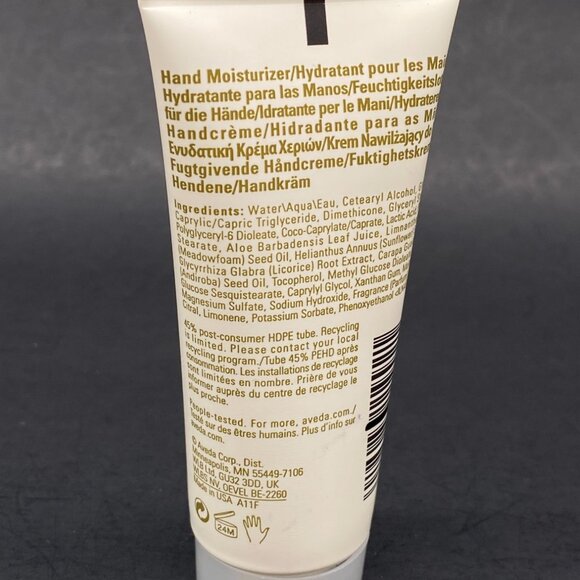 Hand Moisturizer/Hydratant pour les
Hydratante para las Manos/
für die Hände/Idratante per le Mani/
Handcrème/Hidradante para as
Ενυδατική Κρέμα Χεριών/Krem Nawilżający do
Fugtgivende Håndcreme/
Hendene/Handkräm
Ingredients: Water\Aqua\Eau, Cetearyl Alcohol,
Caprylic/Capric Triglyceride, Dimethicone, Glyceryl
Polyglyceryl-6 Dioleate, Coco-Caprylate/Caprate, Lactic
Stearate, Aloe Barbadensis Leaf Juice,
(Meadowfoam) Seed Oil, Helianthus Annuus
Glycyrrhiza Glabra (Licorice) Root Extract, Carapa
(Andiroba) Seed Oil, Tocopherol, Methyl Glucose
Glucose Sesquistearate, Caprylyl Glycol, Xanthan Gum,
Magnesium Sulfate, Sodium Hydroxide, Fragrance
Citral, Limonene, Potassium Sorbate, Phenoxyethanol
45% post-consumer HDPE tube. Recycling
is limited. Please contact your local
recycling program./Tube 45% PEHD après
consommation. Les installations de recyclage
sont limitées en nombre. Prière de vous
informer auprès du centre de recyclage le
plus proche.
People-tested. For more, aveda.com./
Testé sur des êtres humains. Plus d'info sur
aveda.com.
© Aveda Corp., Dist.
Minneapolis, MN 55449-7106
WLB Ltd, GU32 3DD, UK
WLBS NV, OEVEL BE-2260
Made in USA A11F
24M